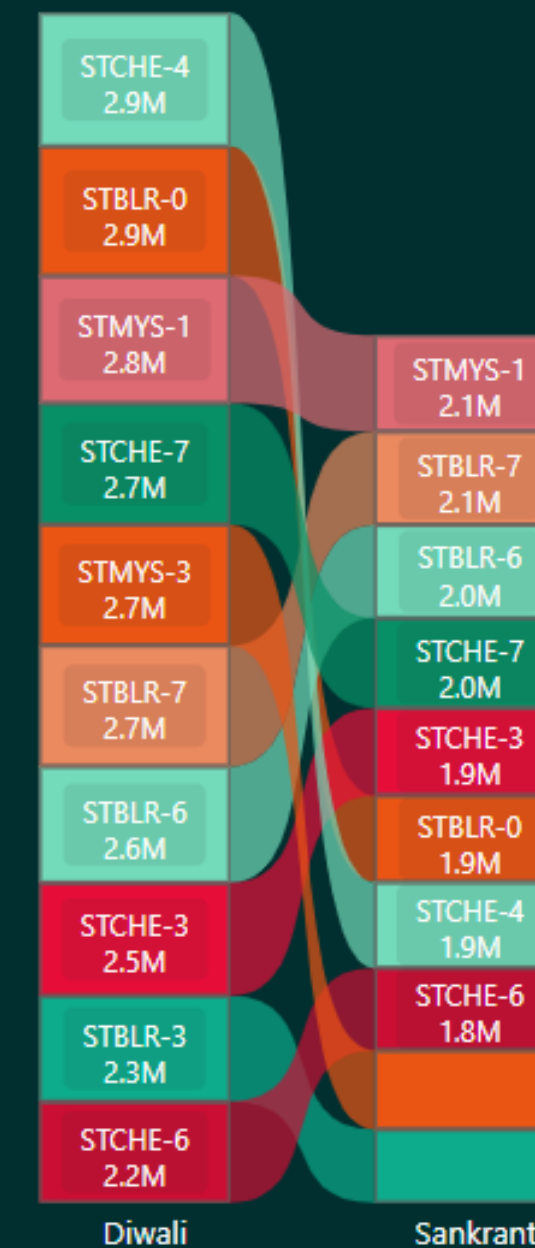 STCHE-4
2.9M
STBLR-0
2.9M
STMYS-1
2.8M
STCHE-7
2.7M
STMYS-3
2.7M
STBLR-7
2.7M
STBLR-6
2.6M
STCHE-3
2.5M
STBLR-3
2.3M
STCHE-6
2.2M
Diwali
STMYS-1
2.1M
STBLR-7
2.1M
STBLR-6
2.0M
STCHE-7
2.0M
STCHE-3
1.9M
STBLR-0
1.9M
STCHE-4
1.9M
STCHE-6
1.8M
Sankrant